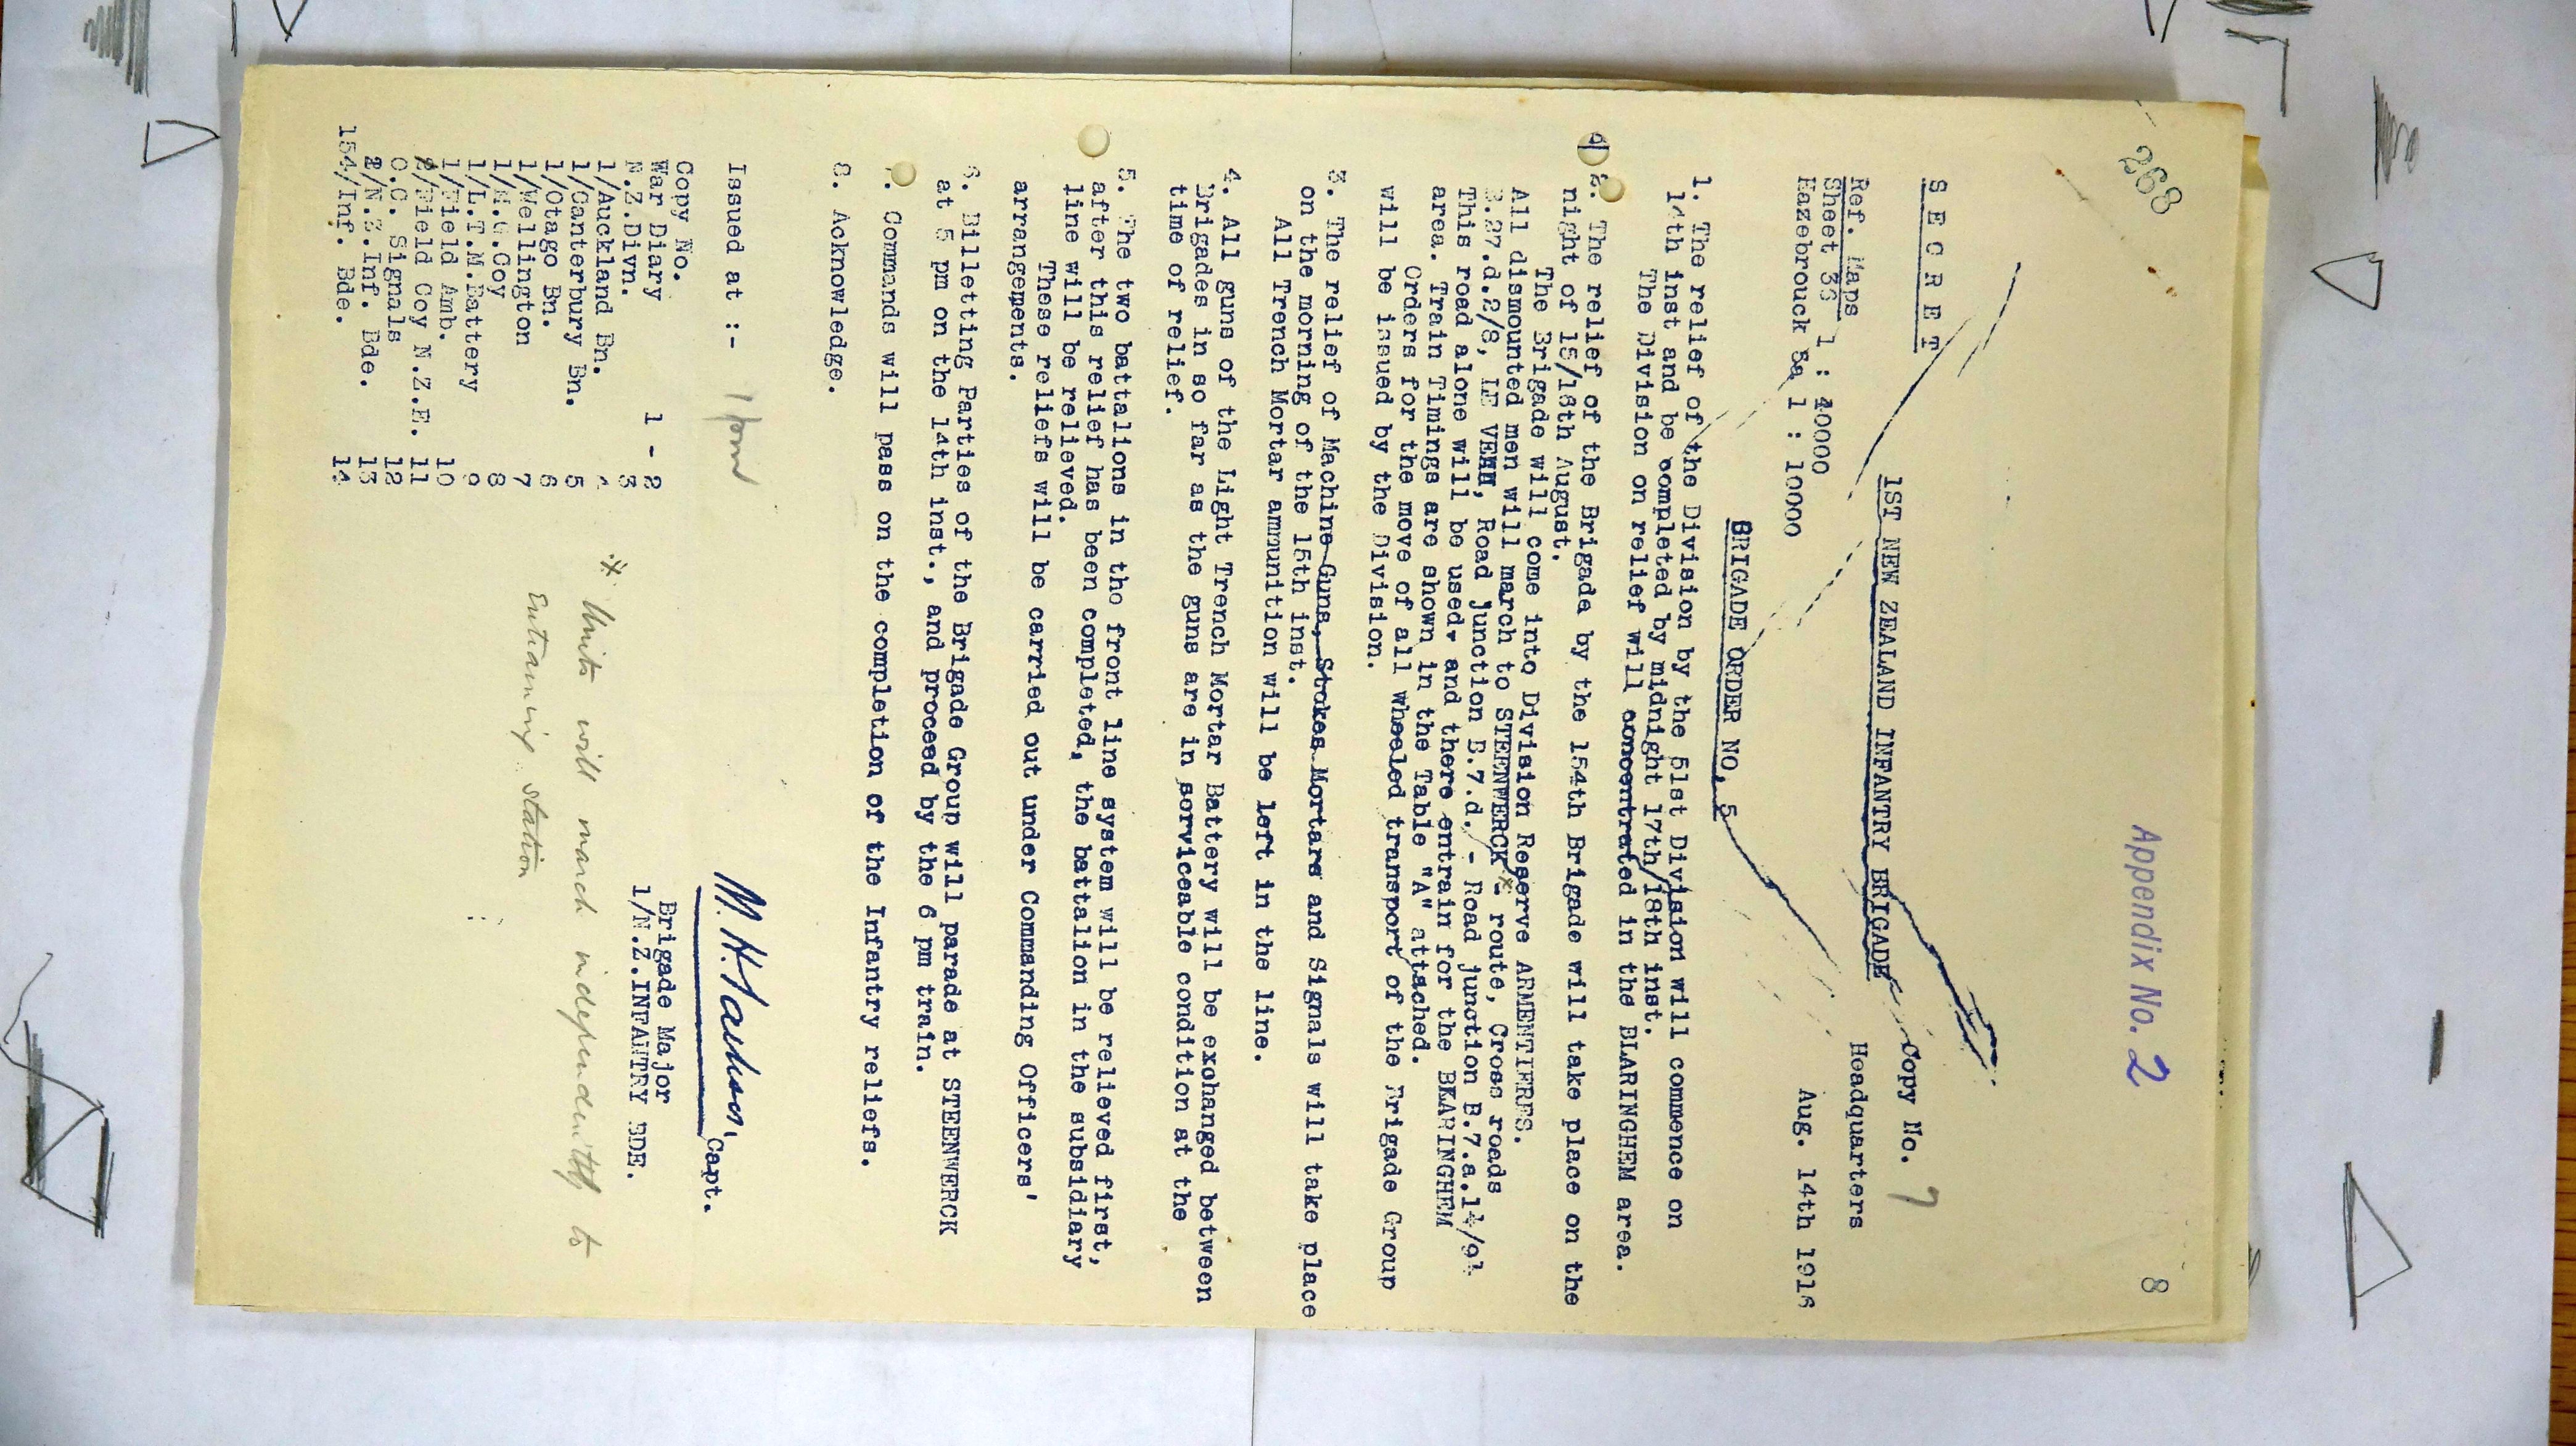 268
Appendix No. 2
8
S E C R E T
1ST NEW ZEALAND INFANTRY BRIGADE
Copy No. 7
Ref. Maps
Headquarters
Sheet 36 1 : 40000
Hazebrouck 5a 1 : 10000
Aug. 14th 1916
BRIGADE ORDER NO. 5
1. The relief of the Division by the 51st Division will commence on
14th inst and be completed by midnight 17th/18th inst.
The Division on relief will concentrated in the BLARINGHEM area.
2. The relief of the Brigade by the 154th Brigade will take place on the
night of 15/16th August.
The Brigade will come into Division Reserve ARMENTIERES.
All dismounted men will march to STEENWERCK * - route, Cross roads
B.27.d.2/8, LE VEAU, Road junction B.7.d. - Road junction B.7.a.1½/9½
This road alone will be used, and there entrain for the BLARINGHEM
area. Train Timings are shown in the Table "A" attached.
Orders for the move of all wheeled transport of the Brigade Group
will be issued by the Division.
3. The relief of Machine Guns, Stokes Mortars and Signals will take place
on the morning of the 15th inst.
All Trench Mortar ammunition will be left in the line.
4. All guns of the Light Trench Mortar Battery will be exchanged between
Brigades in so far as the guns are in serviceable condition at the
time of relief.
5. The two battalions in tho front line system will be relieved first,
after this relief has been completed, the battalion in the subsidiary
line will be relieved.
These reliefs will be carried out under Commanding Officers'
arrangements.
6. Billetting Parties of the Brigade Group will parade at STEENWERCK
at 5 pm on the 14th inst., and proceed by the 6 pm train.
7. Commands will pass on the completion of the Infantry reliefs.
8. Acknowledge.
Issued at :- 1 pm
Capt.
Brigade Major
1/N.Z.INFANTRY BDE.
Copy No.
War Diary 1 - 2
N.Z.Divn. 3
1/Auckland Bn. 4
1/Canterbury Bn. 5
1/Otago Bn. 6
1/Wellington 7
1/M.G.Coy 8
1/L.T.M.Battery 9
1/Field Amb. 10
2/Field Coy N.Z.E. 11
O.C. Signals 12
2/N.Z.Inf. Bde. 13
154/Inf. Bde. 14
* Units will march independently to
Entraining station